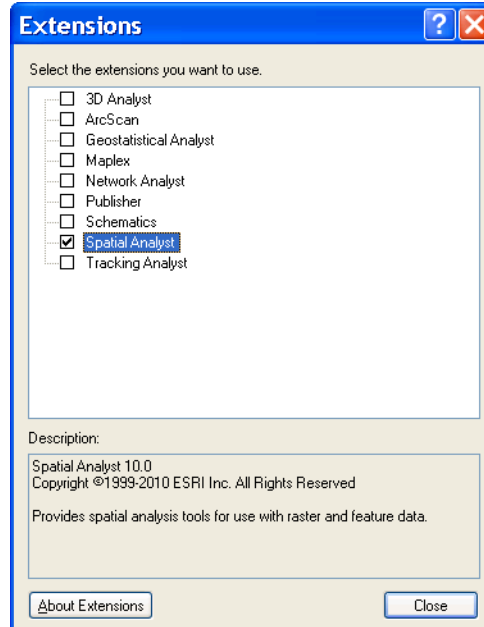 Extensions
Select the extensions you want to use.
3D Analyst
ArcScan
Geostatistical Analyst
Maplex
Network Analyst
Publisher
Schematics
Spatial Analyst
Tracking Analyst
Description:
Spatial Analyst 10.0
Copyright ©1999-2010 ESRI Inc. All Rights Reserved
Provides spatial analysis tools for use with raster and feature data.
About Extensions
Close